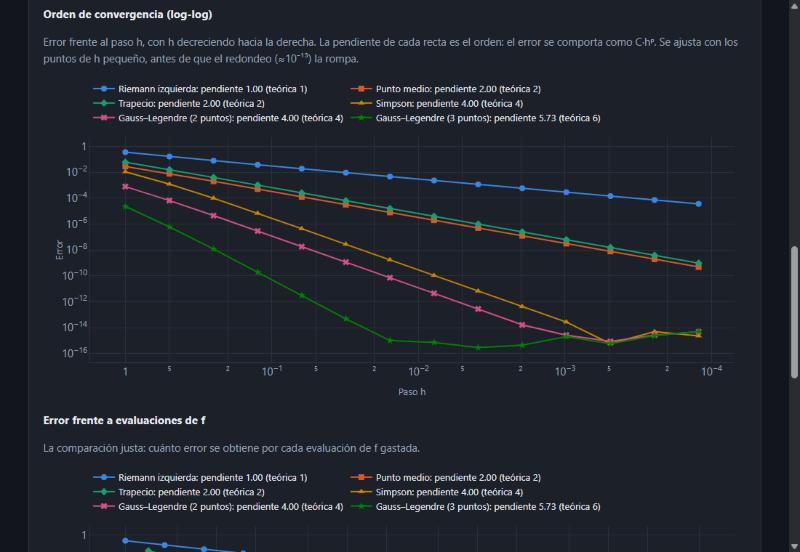 Orden de convergencia (log-log)
Error frente al paso h, con h decreciendo hacia la derecha. La pendiente de cada recta es el orden: el error se comporta como C·hᵖ. Se ajusta con los
puntos de h pequeño, antes de que el redondeo (≈10⁻¹⁵) la rompa.
Riemann izquierda: pendiente 1.00 (teórica 1)
Punto medio: pendiente 2.00 (teórica 2)
Trapecio: pendiente 2.00 (teórica 2)
Simpson: pendiente 4.00 (teórica 4)
Gauss–Legendre (2 puntos): pendiente 4.00 (teórica 4)
Gauss–Legendre (3 puntos): pendiente 5.73 (teórica 6)
1
10⁻²
10⁻⁴
10⁻⁶
10⁻⁸
10⁻¹⁰
10⁻¹²
10⁻¹⁴
10⁻¹⁶
Error
1 5 2 10⁻¹ 5 2 10⁻² 5 2 10⁻³ 5 2 10⁻⁴
Paso h
Error frente a evaluaciones de f
La comparación justa: cuánto error se obtiene por cada evaluación de f gastada.
Riemann izquierda: pendiente 1.00 (teórica 1)
Punto medio: pendiente 2.00 (teórica 2)
Trapecio: pendiente 2.00 (teórica 2)
Simpson: pendiente 4.00 (teórica 4)
Gauss–Legendre (2 puntos): pendiente 4.00 (teórica 4)
Gauss–Legendre (3 puntos): pendiente 5.73 (teórica 6)
1